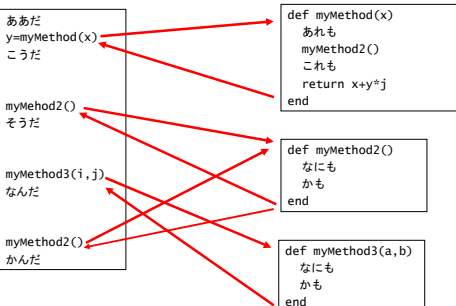 ああだ
y=myMethod(x)
こうだ
myMehod2()
そうだ
myMethod3(i,j)
なんだ
myMethod2()
かんだ
def myMethod(x)
あれも
myMethod2()
これも
return x+y*j
end
def myMethod2()
なにも
かも
end
def myMethod3(a,b)
なにも
かも
end